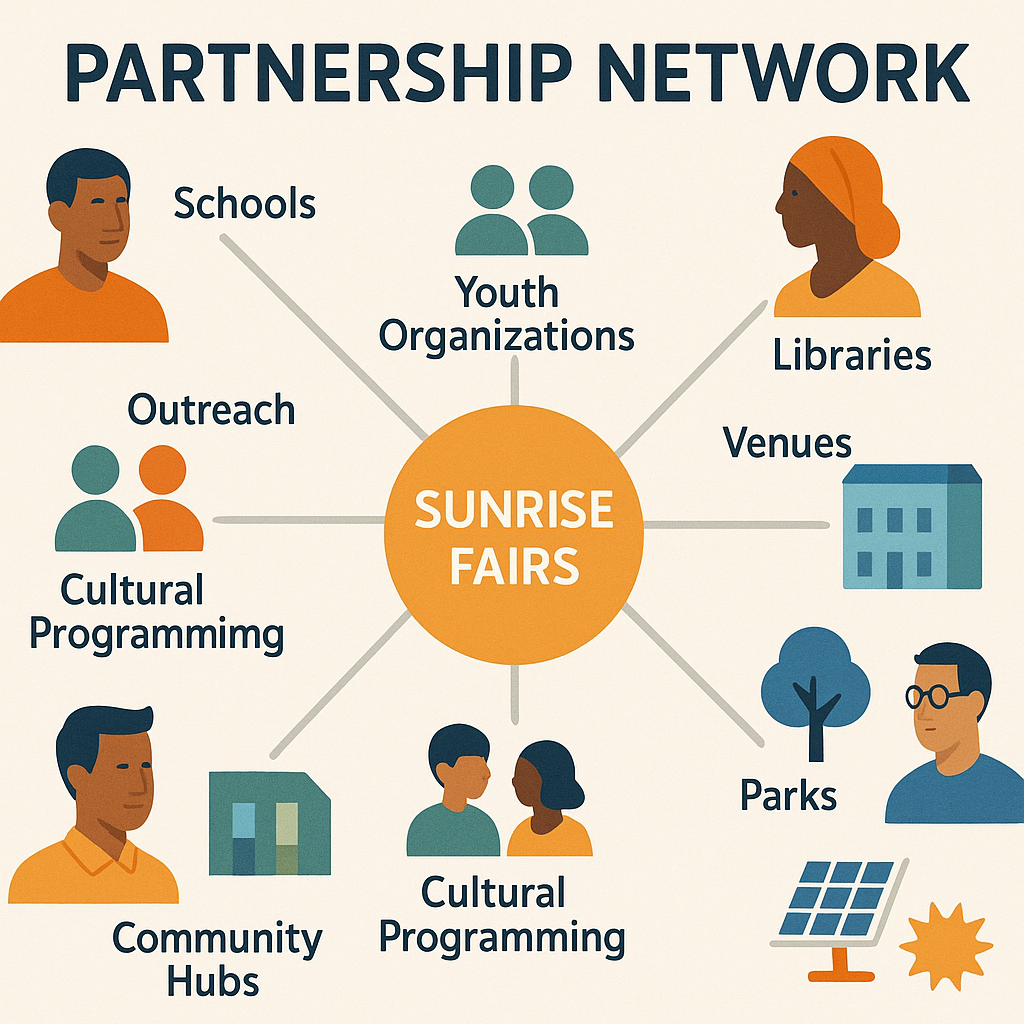 PARTNERSHIP NETWORK
Schools
Youth
Organizations
Libraries
Outreach
Venues
SUNRISE
FAIRS
Cultural
Programmimg
Parks
Cultural
Programming
Community
Hubs